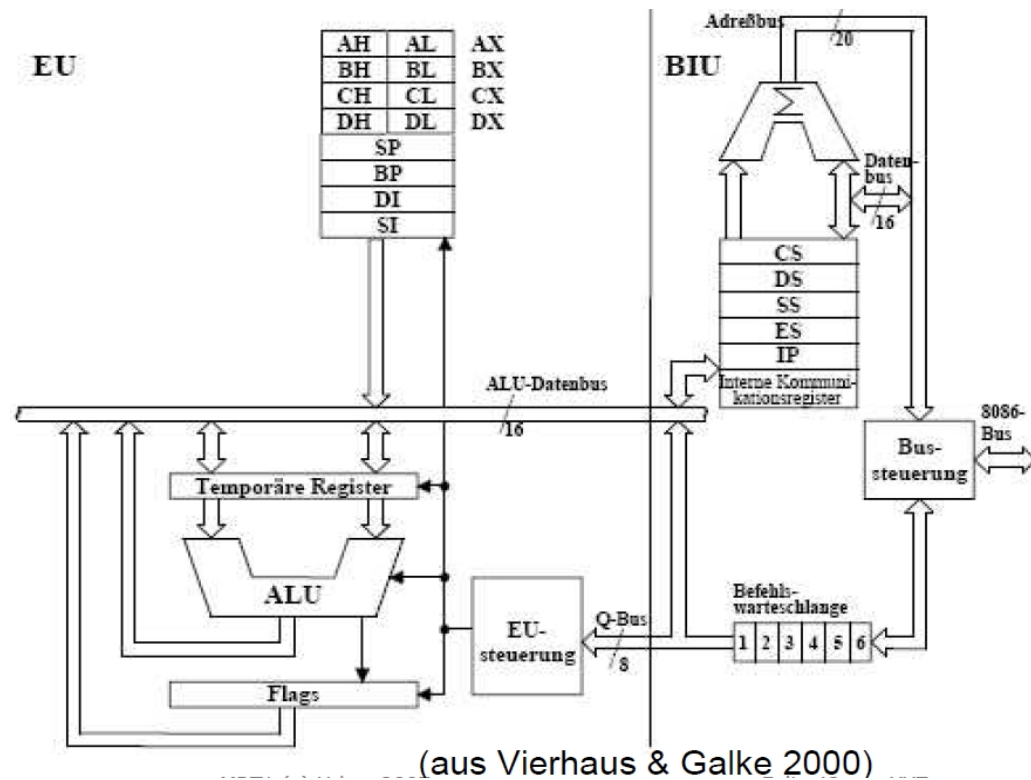 EU
AH AL AX
BH BL BX
CH CL CX
DH DL DX
SP
BP
DI
SI
BIU
Adreßbus
20
Σ
Daten-
bus
16
CS
DS
SS
ES
IP
Interne Kommuni-
kationsregister
ALU-Datenbus
16
8086-
Bus
Bus-
steuerung
Temporäre Register
ALU
Flags
EU-
steuerung
Q-Bus
8
Befehls-
warteschlange
1 2 3 4 5 6
(aus Vierhaus & Galke 2000)